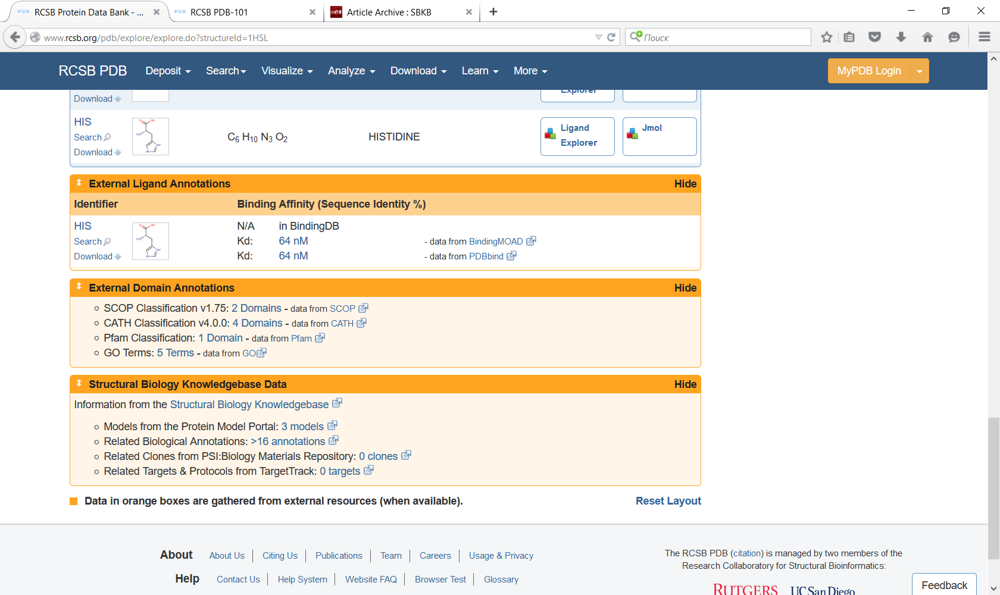 RCSB Protein Data Bank - ...
RCSB PDB-101
Article Archive : SBKB
www.rcsb.org/pdb/explore/explore.do?structureId=1HSL
Поиск
RCSB PDB Deposit Search Visualize Analyze Download Learn More MyPDB Login
Download
Explorer
HIS
Search
Download
C6 H10 N3 O2
HISTIDINE
Ligand
Explorer
Jmol
External Ligand Annotations Hide
Identifier Binding Affinity (Sequence Identity %)
HIS
Search
Download
N/A in BindingDB
Kd: 64 nM - data from BindingMOAD
Kd: 64 nM - data from PDBbind
External Domain Annotations Hide
SCOP Classification v1.75: 2 Domains - data from SCOP
CATH Classification v4.0.0: 4 Domains - data from CATH
Pfam Classification: 1 Domain - data from Pfam
GO Terms: 5 Terms - data from GO
Structural Biology Knowledgebase Data Hide
Information from the Structural Biology Knowledgebase
Models from the Protein Model Portal: 3 models
Related Biological Annotations: >16 annotations
Related Clones from PSI:Biology Materials Repository: 0 clones
Related Targets & Protocols from TargetTrack: 0 targets
Data in orange boxes are gathered from external resources (when available). Reset Layout
About About Us Citing Us Publications Team Careers Usage & Privacy
Help Contact Us Help System Website FAQ Browser Test Glossary
The RCSB PDB (citation) is managed by two members of the
Research Collaboratory for Structural Bioinformatics:
RUTGERS UC San Diego
Feedback